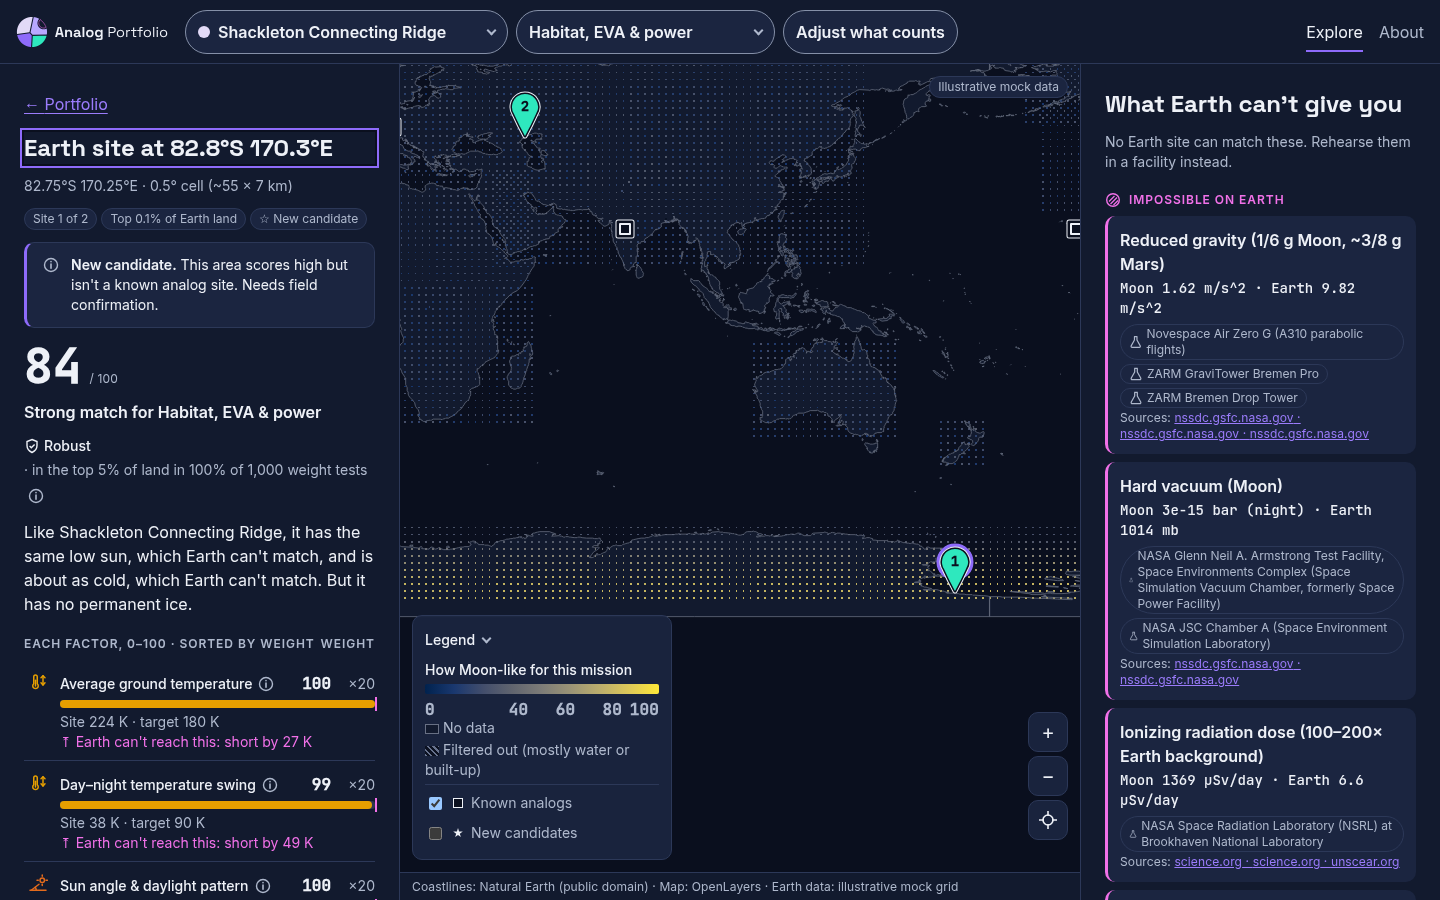 Analog Portfolio
Shackleton Connecting Ridge
Habitat, EVA & power
Adjust what counts
Explore
About
← Portfolio
Earth site at 82.8°S 170.3°E
82.75°S 170.25°E · 0.5° cell (~55 × 7 km)
Site 1 of 2
Top 0.1% of Earth land
☆ New candidate
New candidate. This area scores high but
isn't a known analog site. Needs field
confirmation.
84 / 100
Strong match for Habitat, EVA & power
Robust
· in the top 5% of land in 100% of 1,000 weight tests
Like Shackleton Connecting Ridge, it has the
same low sun, which Earth can't match, and is
about as cold, which Earth can't match. But it
has no permanent ice.
EACH FACTOR, 0–100 · SORTED BY WEIGHT WEIGHT
Average ground temperature 100 ×20
Site 224 K · target 180 K
⤒ Earth can't reach this: short by 27 K
Day–night temperature swing 99 ×20
Site 38 K · target 90 K
⤒ Earth can't reach this: short by 49 K
Sun angle & daylight pattern 100 ×20
Illustrative mock data
2
1
Legend
How Moon-like for this mission
0 40 60 80 100
No data
Filtered out (mostly water or
built-up)
Known analogs
★ New candidates
+
−
Coastlines: Natural Earth (public domain) · Map: OpenLayers · Earth data: illustrative mock grid
What Earth can't give you
No Earth site can match these. Rehearse them
in a facility instead.
IMPOSSIBLE ON EARTH
Reduced gravity (1/6 g Moon, ~3/8 g
Mars)
Moon 1.62 m/s^2 · Earth 9.82
m/s^2
Novespace Air Zero G (A310 parabolic
flights)
ZARM GraviTower Bremen Pro
ZARM Bremen Drop Tower
Sources: nssdc.gsfc.nasa.gov ·
nssdc.gsfc.nasa.gov · nssdc.gsfc.nasa.gov
Hard vacuum (Moon)
Moon 3e-15 bar (night) · Earth
1014 mb
NASA Glenn Neil A. Armstrong Test Facility,
Space Environments Complex (Space
Simulation Vacuum Chamber, formerly Space
Power Facility)
NASA JSC Chamber A (Space Environment
Simulation Laboratory)
Sources: nssdc.gsfc.nasa.gov ·
nssdc.gsfc.nasa.gov
Ionizing radiation dose (100–200×
Earth background)
Moon 1369 µSv/day · Earth 6.6
µSv/day
NASA Space Radiation Laboratory (NSRL) at
Brookhaven National Laboratory
Sources: science.org · science.org · unscear.org